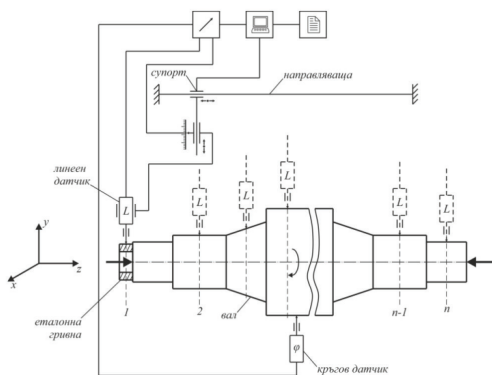 супорт
направляваща
линеен
датчик
L
L
L
L
L
L
y
z
x
1
2
n-1
n
еталонна
гривна
вал
φ
кръгов датчик